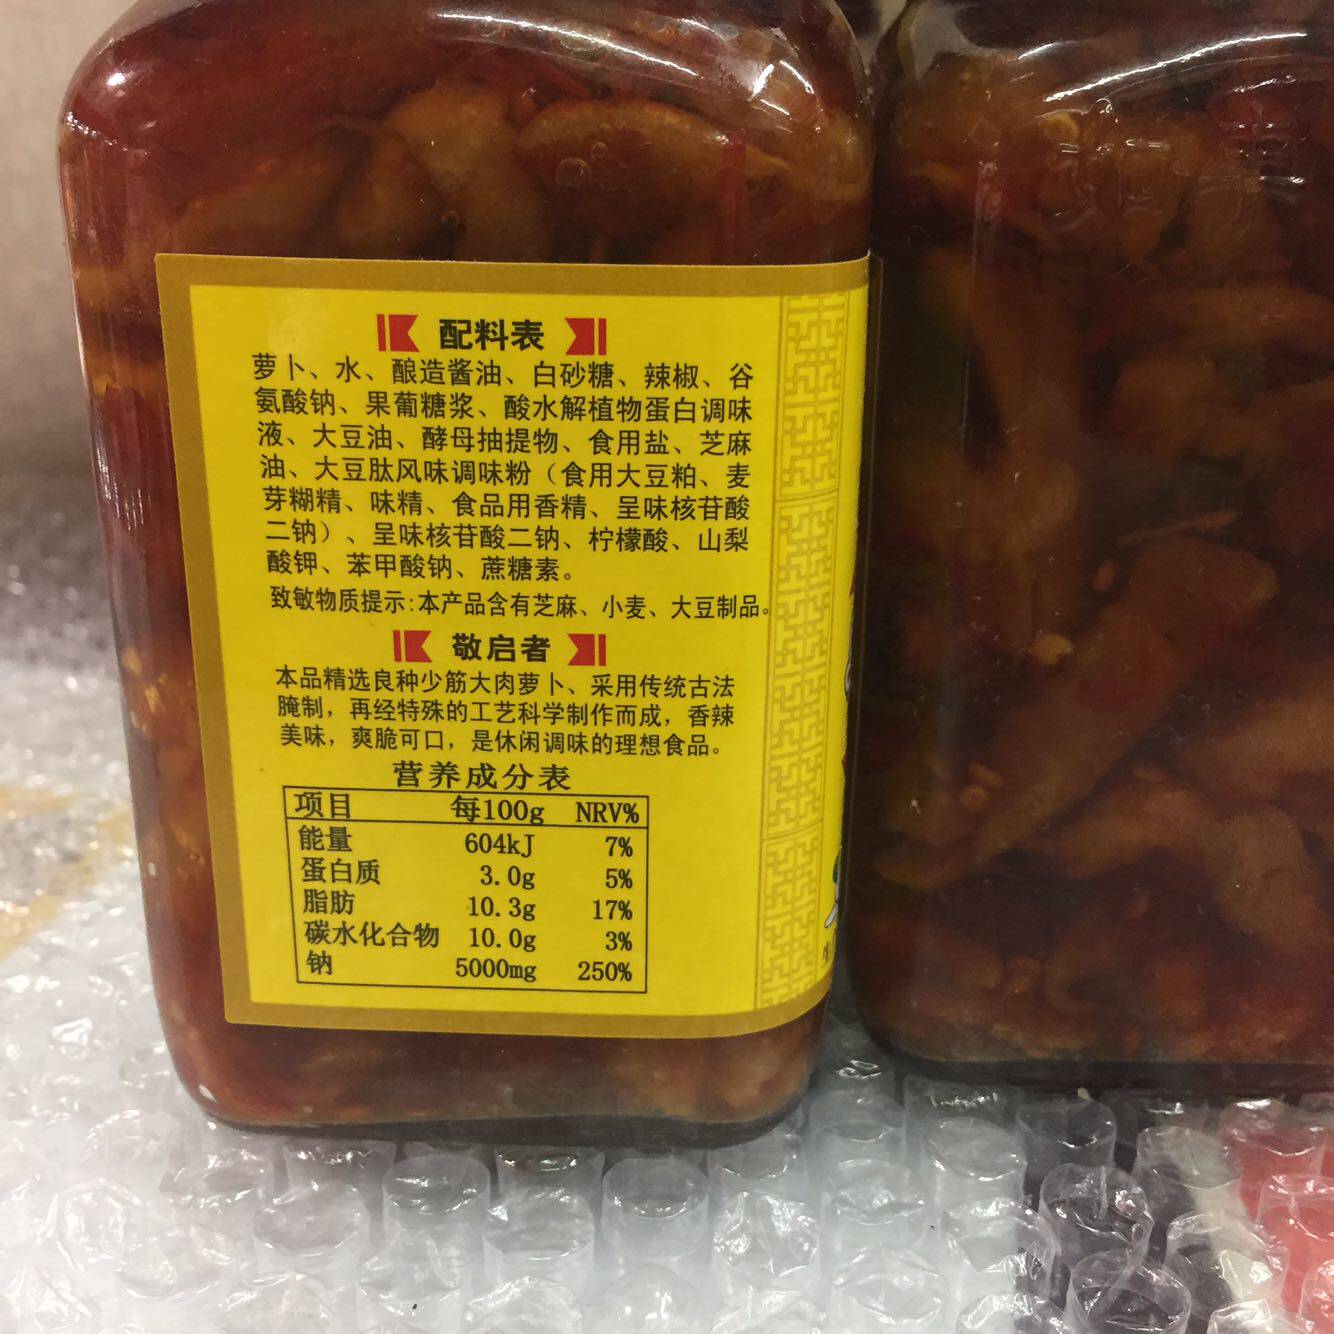 配料表
萝卜、水、酿造酱油、白砂糖、辣椒、谷
氨酸钠、果葡糖浆、酸水解植物蛋白调味
液、大豆油、酵母抽提物、食用盐、芝麻
油、大豆肽风味调味粉（食用大豆粕、麦
芽糊精、味精、食品用香精、呈味核苷酸
二钠）、呈味核苷酸二钠、柠檬酸、山梨
酸钾、苯甲酸钠、蔗糖素。
致敏物质提示:本产品含有芝麻、小麦、大豆制品。
敬启者
本品精选良种少筋大肉萝卜、采用传统古法
腌制，再经特殊的工艺科学制作而成，香辣
美味，爽脆可口，是休闲调味的理想食品。
营养成分表
项目 每100g NRV%
能量 604kJ 7%
蛋白质 3.0g 5%
脂肪 10.3g 17%
碳水化合物 10.0g 3%
钠 5000mg 250%